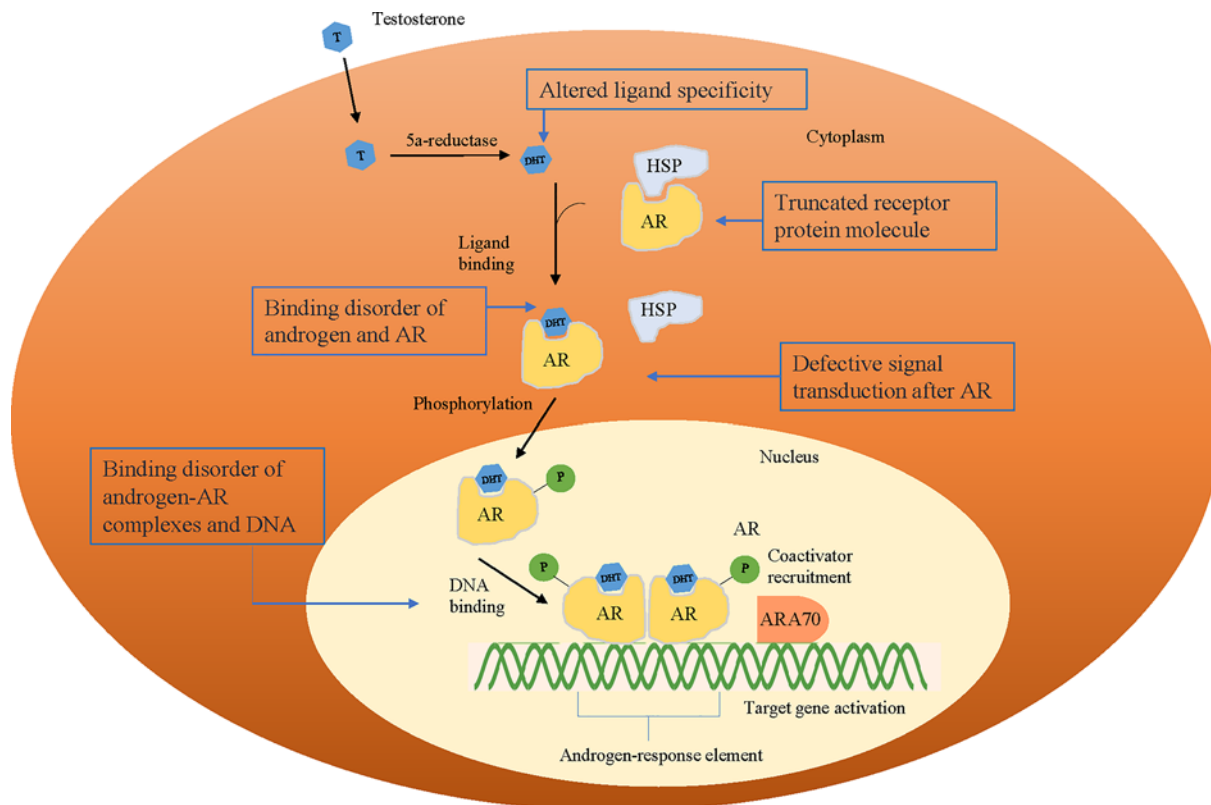 Testosterone
T
Altered ligand specificity
5a-reductase
T
DHT
Cytoplasm
HSP
AR
Truncated receptor
protein molecule
Ligand
binding
Binding disorder of
androgen and AR
HSP
DHT
AR
Defective signal
transduction after AR
Phosphorylation
Nucleus
Binding disorder of
androgen-AR
complexes and DNA
DHT
P
AR
AR
Coactivator
recruitment
DNA
binding
P
DHT
AR
DHT
AR
P
ARA70
Target gene activation
Androgen-response element